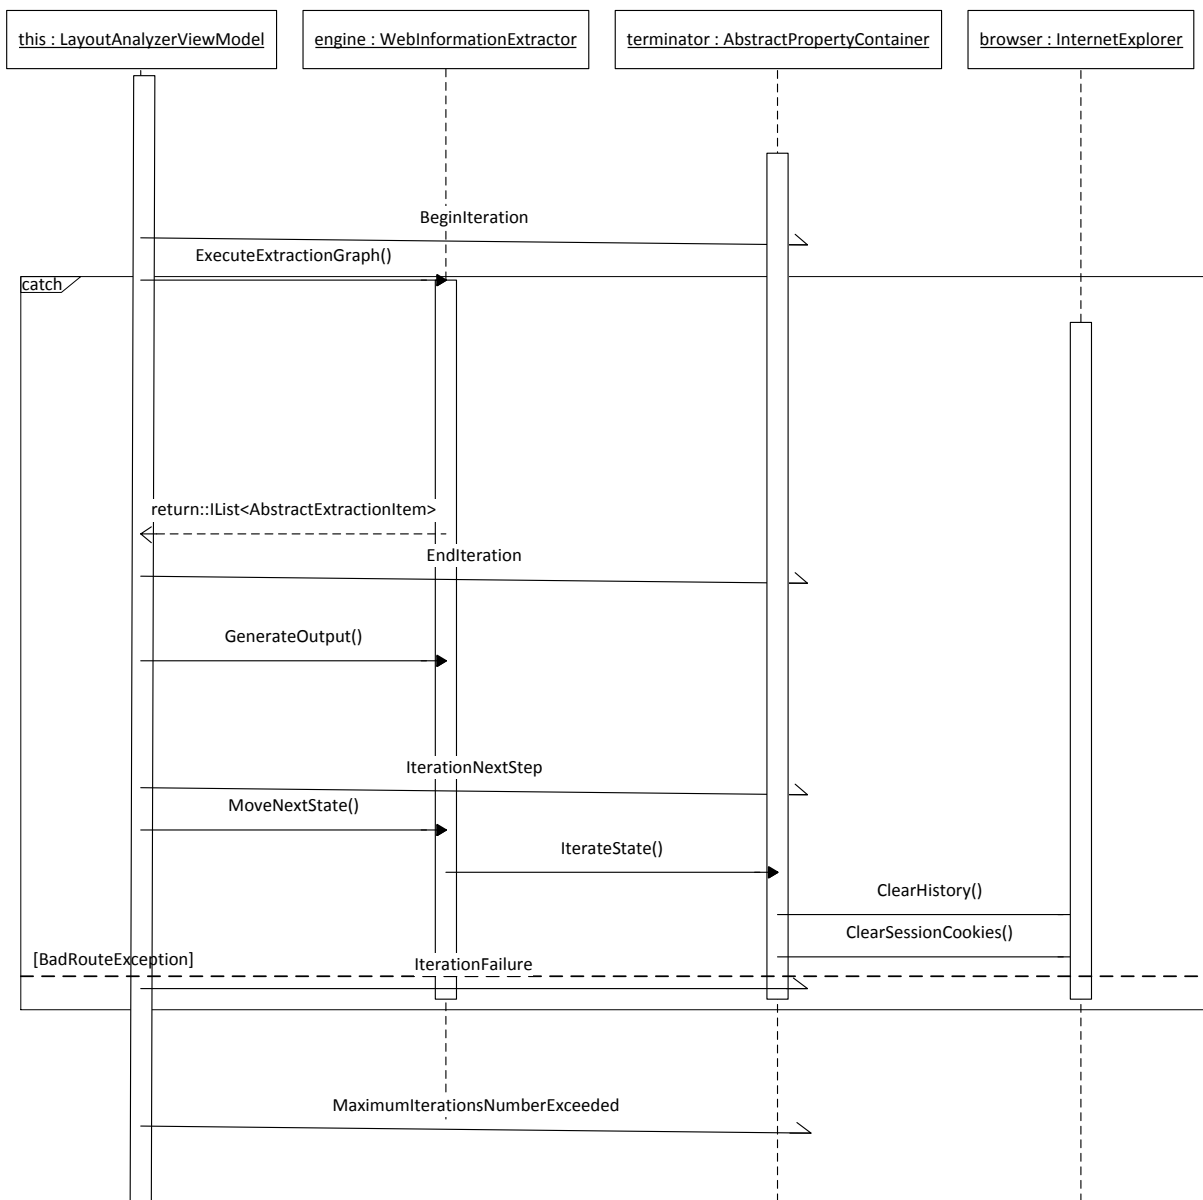 this : LayoutAnalyzerViewModel
engine : WebInformationExtractor
terminator : AbstractPropertyContainer
browser : InternetExplorer
BeginIteration
ExecuteExtractionGraph()
catch
return::IList<AbstractExtractionItem>
EndIteration
GenerateOutput()
IterationNextStep
MoveNextState()
IterateState()
ClearHistory()
ClearSessionCookies()
[BadRouteException]
IterationFailure
MaximumIterationsNumberExceeded